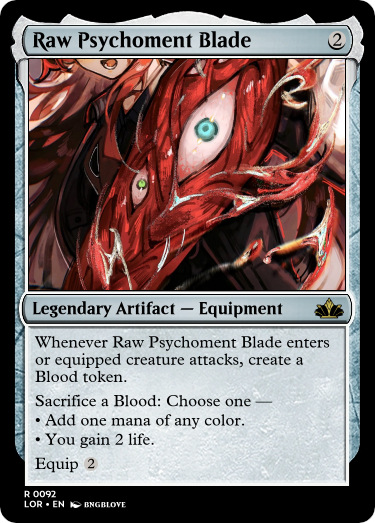 Raw Psychoment Blade 2
Legendary Artifact — Equipment
Whenever Raw Psychoment Blade enters
or equipped creature attacks, create a
Blood token.
Sacrifice a Blood: Choose one —
• Add one mana of any color.
• You gain 2 life.
Equip 2
R 0092
LOR • EN BNGBLOVE